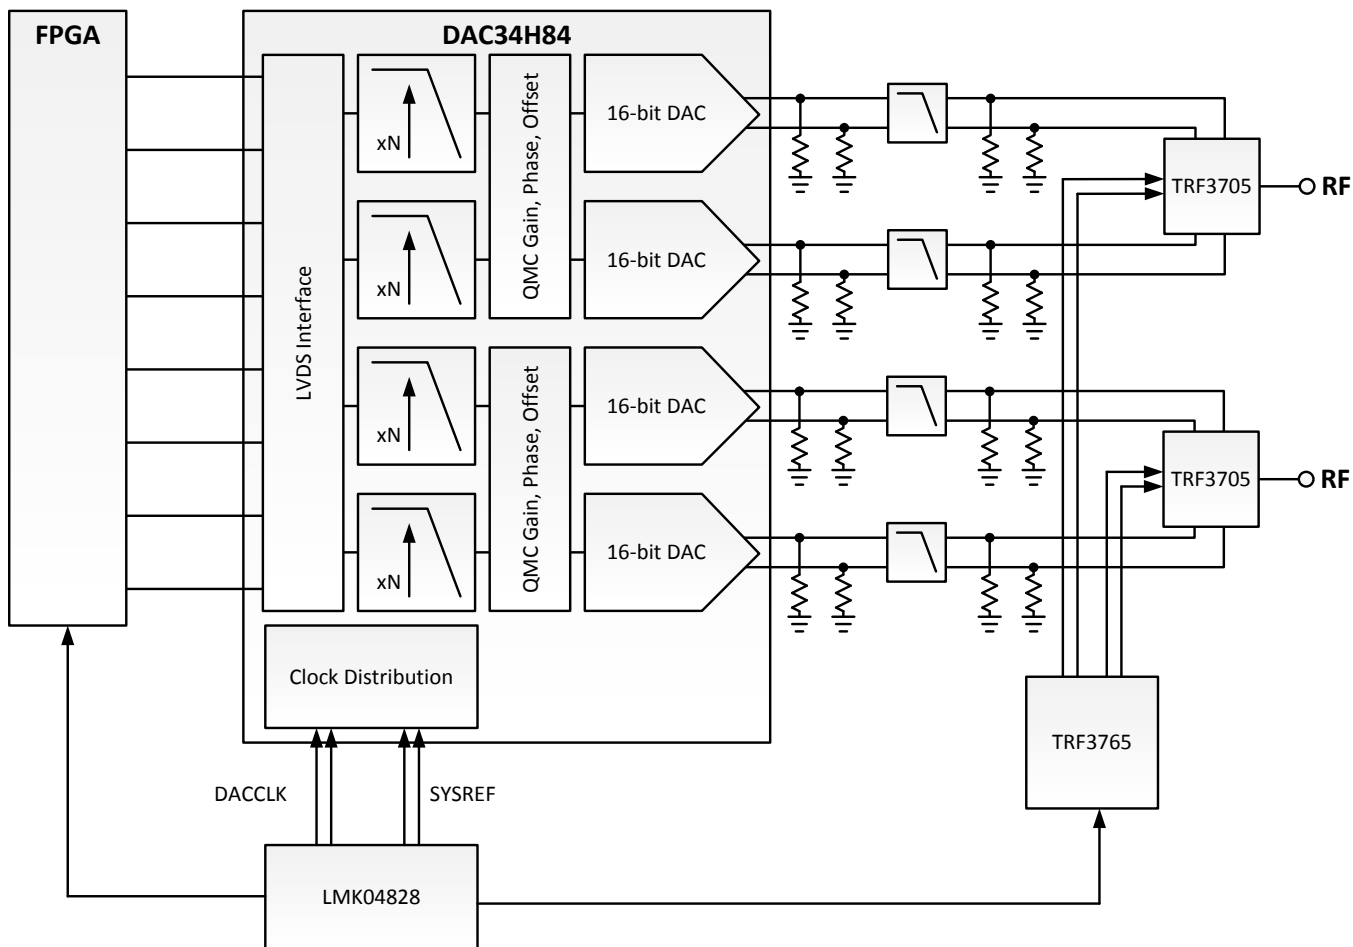 FPGA
DAC34H84
LVDS Interface
xN
QMC Gain, Phase, Offset
16-bit DAC
TRF3705
RF
xN
16-bit DAC
xN
QMC Gain, Phase, Offset
16-bit DAC
TRF3705
RF
xN
16-bit DAC
Clock Distribution
TRF3765
DACCLK
SYSREF
LMK04828